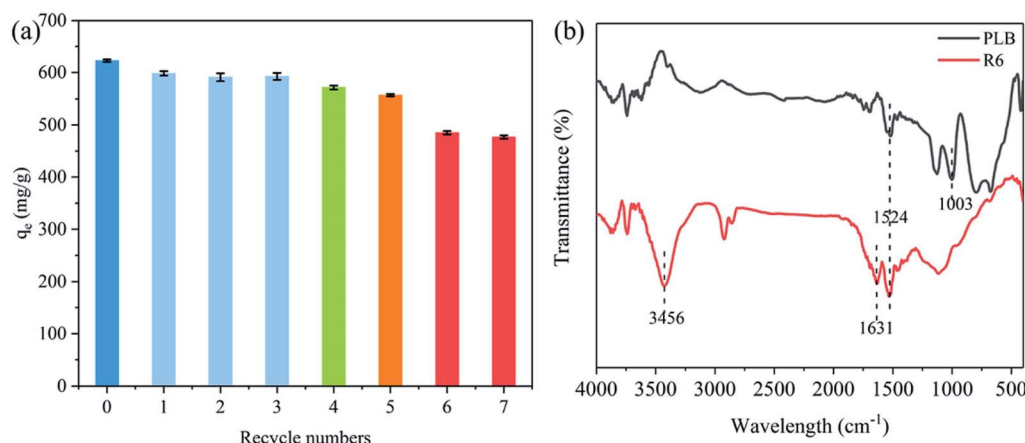 (a)
700
600
500
400
300
200
100
0
qe (mg/g)
0 1 2 3 4 5 6 7
Recycle numbers
(b)
PLB
R6
Transmittance (%)
1524
1003
3456
1631
4000 3500 3000 2500 2000 1500 1000 500
Wavelength (cm⁻¹)